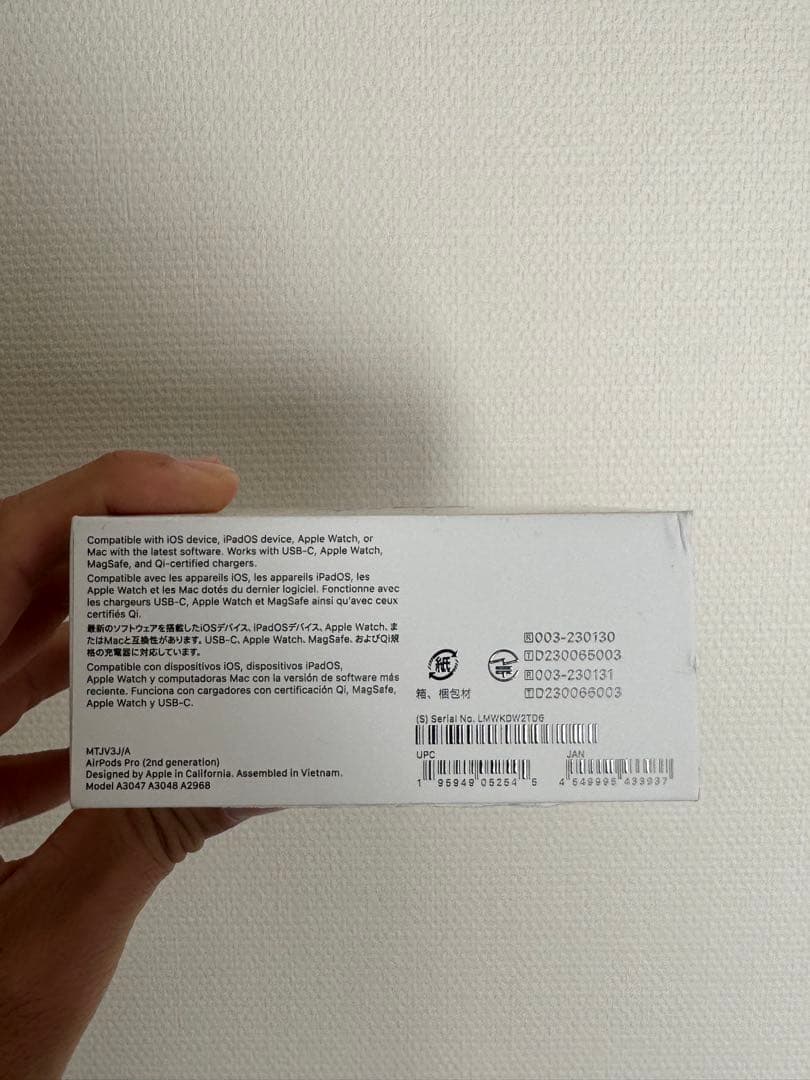 Compatible with iOS device, iPadOS device, Apple Watch, or
Mac with the latest software. Works with USB-C, Apple Watch,
MagSafe, and Qi-certified chargers.
Compatible avec les appareils iOS, les appareils iPadOS, les
Apple Watch et les Mac dotés du dernier logiciel. Fonctionne avec
les chargeurs USB-C, Apple Watch et MagSafe ainsi qu'avec ceux
certifiés Qi.
最新のソフトウェアを搭載したiOSデバイス、iPadOSデバイス、Apple Watch、ま
たはMacと互換性があります。USB-C、Apple Watch、MagSafe、およびQi規
格の充電器に対応しています。
Compatible con dispositivos iOS, dispositivos iPadOS,
Apple Watch y computadoras Mac con la versión de software más
reciente. Funciona con cargadores con certificación Qi, MagSafe,
Apple Watch y USB-C.
MTJV3J/A
AirPods Pro (2nd generation)
Designed by Apple in California. Assembled in Vietnam.
Model A3047 A3048 A2968
紙
箱、梱包材
R 003-230130
T D230065003
R 003-230131
T D230066003
(S) Serial No. LMWKDW2TDG
UPC
1 95949 05254 5
JAN
4 549995 433937